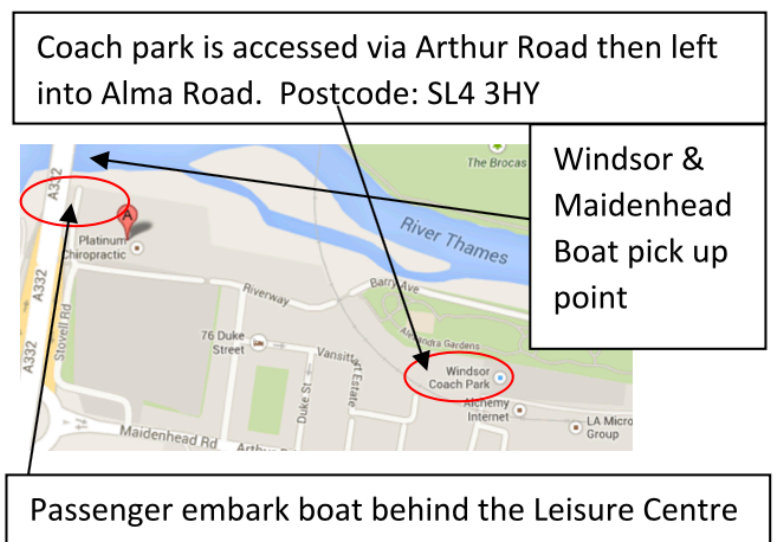 Coach park is accessed via Arthur Road then left
into Alma Road.  Postcode: SL4 3HY
Windsor &
Maidenhead
Boat pick up
point
The Brocas
A332
River Thames
Platinum
Chiropractic
A
A332
Riverway
Barry Ave
Stovell Rd
A332
76 Duke
Street
Alexandra Gardens
Vansittart Estate
Duke St
Windsor
Coach Park
Alchemy
Internet
LA Micro
Group
Maidenhead Rd
Passenger embark boat behind the Leisure Centre